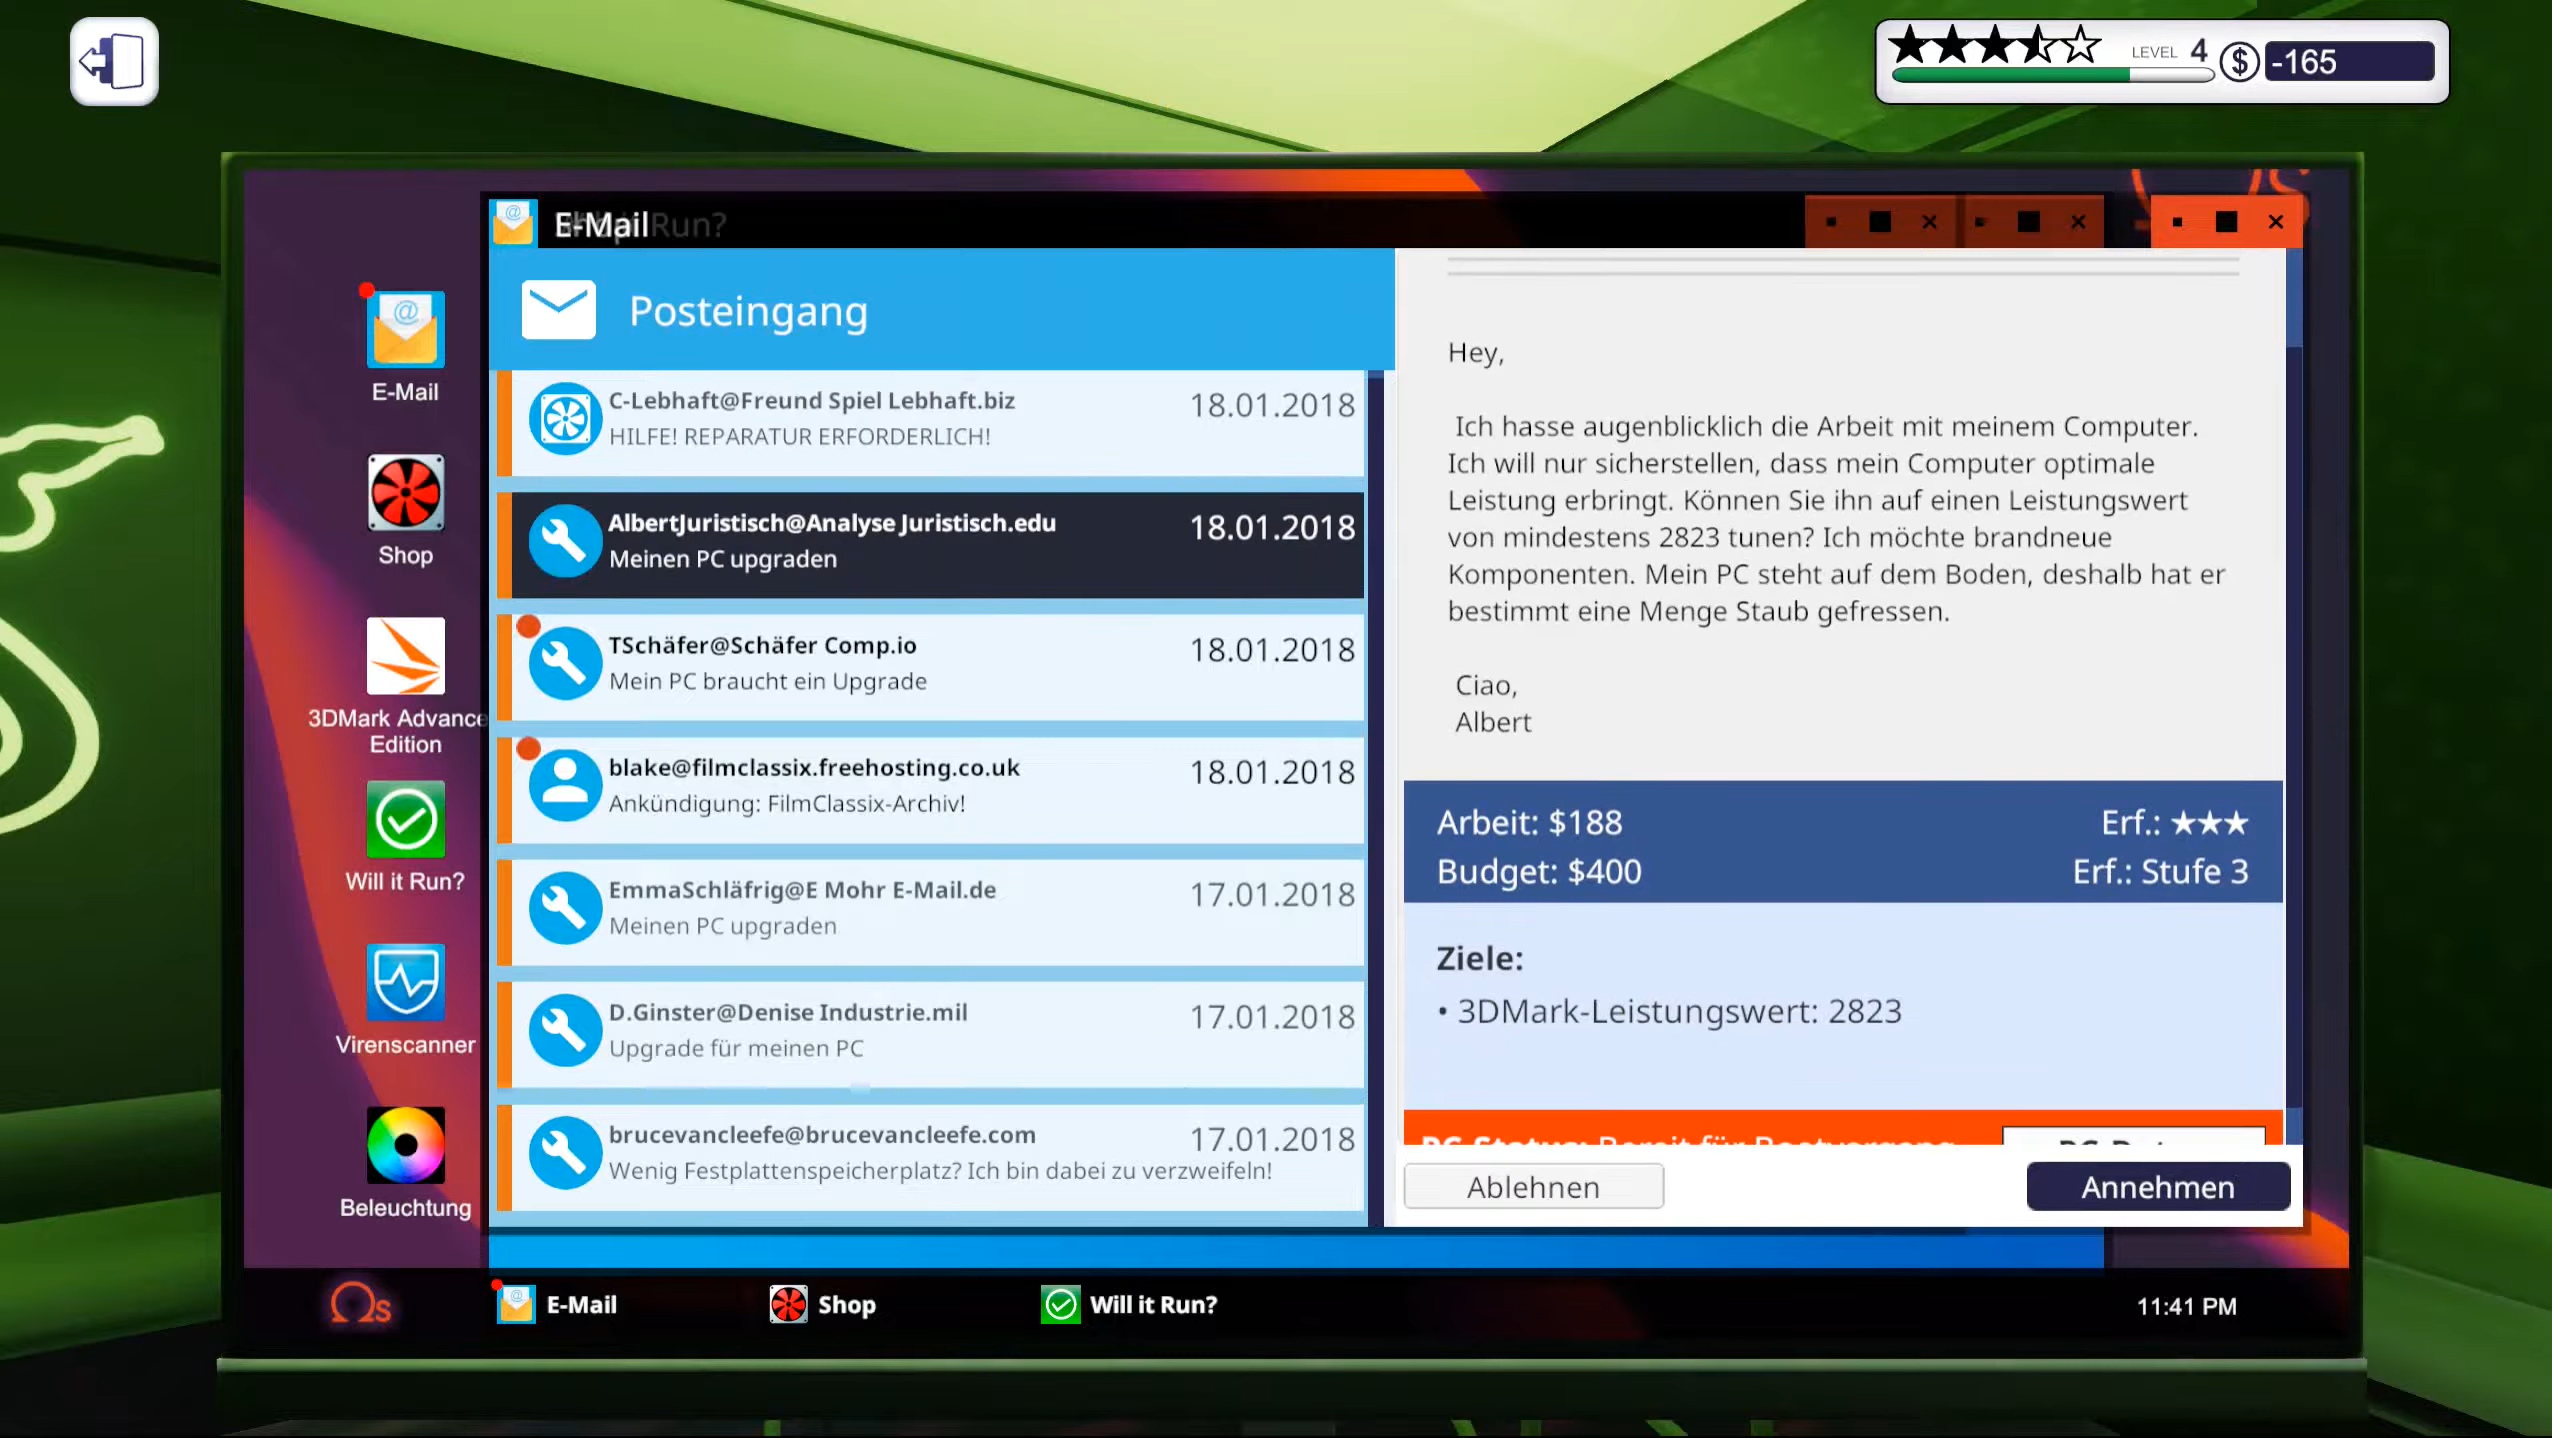 LEVEL 4
-165
E-Mail Run?
Posteingang
C-Lebhaft@Freund Spiel Lebhaft.biz 18.01.2018
HILFE! REPARATUR ERFORDERLICH!
AlbertJuristisch@Analyse Juristisch.edu 18.01.2018
Meinen PC upgraden
TSchäfer@Schäfer Comp.io 18.01.2018
Mein PC braucht ein Upgrade
blake@filmclassix.freehosting.co.uk 18.01.2018
Ankündigung: FilmClassix-Archiv!
EmmaSchläfrig@E Mohr E-Mail.de 17.01.2018
Meinen PC upgraden
D.Ginster@Denise Industrie.mil 17.01.2018
Upgrade für meinen PC
brucevancleefe@brucevancleefe.com 17.01.2018
Wenig Festplattenspeicherplatz? Ich bin dabei zu verzweifeln!
Hey,
Ich hasse augenblicklich die Arbeit mit meinem Computer.
Ich will nur sicherstellen, dass mein Computer optimale
Leistung erbringt. Können Sie ihn auf einen Leistungswert
von mindestens 2823 tunen? Ich möchte brandneue
Komponenten. Mein PC steht auf dem Boden, deshalb hat er
bestimmt eine Menge Staub gefressen.
Ciao,
Albert
Arbeit: $188 Erf.: ★★★
Budget: $400 Erf.: Stufe 3
Ziele:
• 3DMark-Leistungswert: 2823
PC-Status: Bereit für Bootvorgang
Ablehnen
Annehmen
E-Mail
Shop
3DMark Advance
Edition
Will it Run?
Virenscanner
Beleuchtung
Ωs
E-Mail
Shop
Will it Run?
11:41 PM